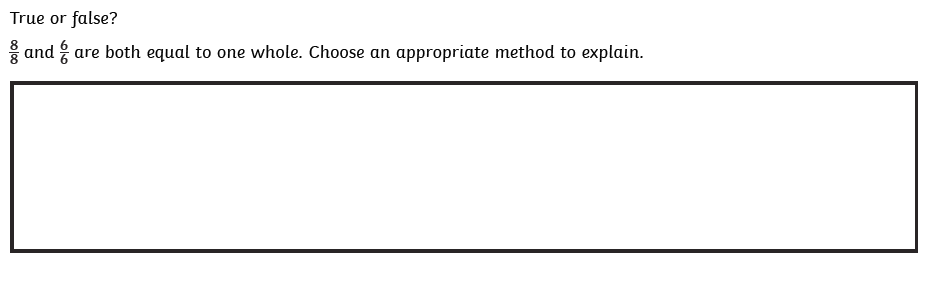 True or false?
8/8 and 6/6 are both equal to one whole. Choose an appropriate method to explain.